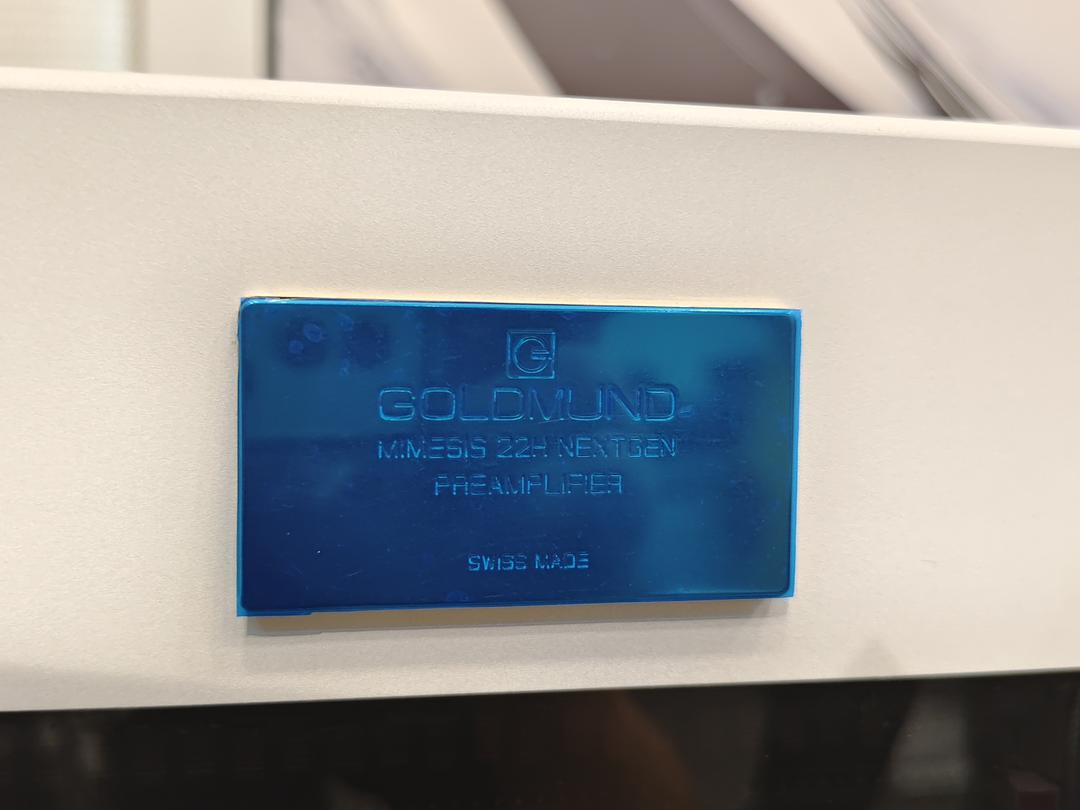 G
GOLDMUND
MIMESIS 22H NEXTGEN
PREAMPLIFIER
SWISS MADE